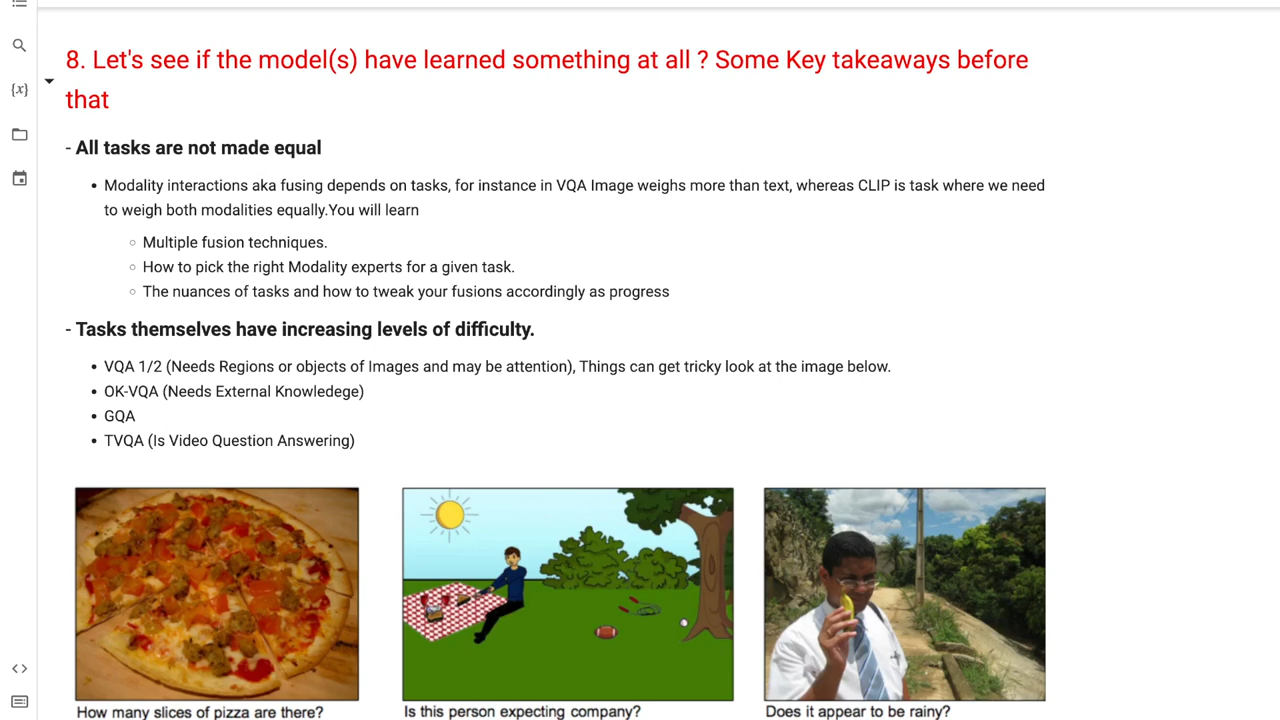 8. Let's see if the model(s) have learned something at all ? Some Key takeaways before
that
- All tasks are not made equal
• Modality interactions aka fusing depends on tasks, for instance in VQA Image weighs more than text, whereas CLIP is task where we need
to weigh both modalities equally.You will learn
○ Multiple fusion techniques.
○ How to pick the right Modality experts for a given task.
○ The nuances of tasks and how to tweak your fusions accordingly as progress
- Tasks themselves have increasing levels of difficulty.
• VQA 1/2 (Needs Regions or objects of Images and may be attention), Things can get tricky look at the image below.
• OK-VQA (Needs External Knowledege)
• GQA
• TVQA (Is Video Question Answering)
How many slices of pizza are there?
Is this person expecting company?
Does it appear to be rainy?